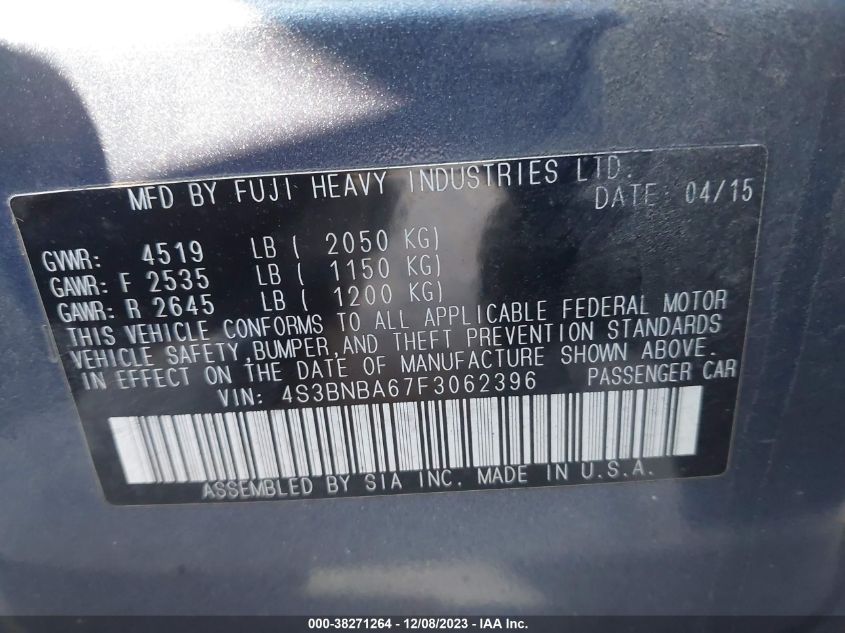 MFD BY FUJI HEAVY INDUSTRIES LTD.
DATE 04/15
GVWR: 4519 LB ( 2050 KG)
GAWR: F 2535 LB ( 1150 KG)
GAWR: R 2645 LB ( 1200 KG)
THIS VEHICLE CONFORMS TO ALL APPLICABLE FEDERAL MOTOR
VEHICLE SAFETY,BUMPER,AND THEFT PREVENTION STANDARDS
IN EFFECT ON THE DATE OF MANUFACTURE SHOWN ABOVE.
VIN: 4S3BNBA67F3062396 PASSENGER CAR
ASSEMBLED BY SIA INC. MADE IN U.S.A.
000-38271264 - 12/08/2023 - IAA Inc.